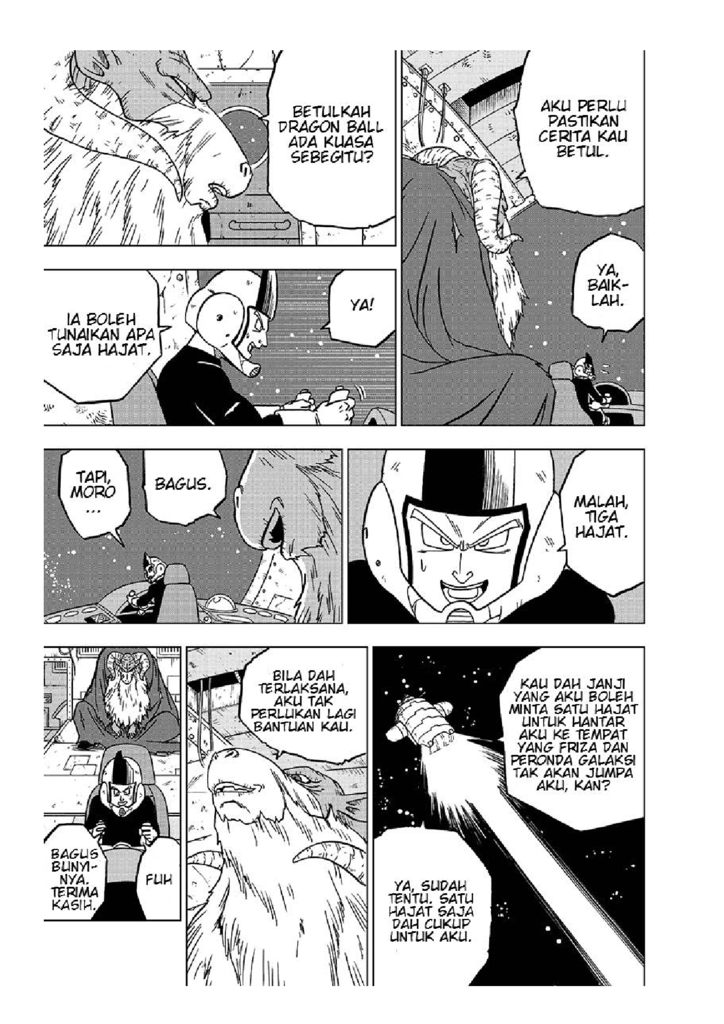 AKU PERLU
PASTIKAN
CERITA KAU
BETUL.
YA,
BAIK-
LAH.
BETULKAH
DRAGON BALL
ADA KUASA
SEBEGITU?
YA!
IA BOLEH
TUNAIKAN APA
SAJA HAJAT.
MALAH,
TIGA
HAJAT.
BAGUS.
TAPI,
MORO
...
KAU DAH JANJI
YANG AKU BOLEH
MINTA SATU HAJAT
UNTUK HANTAR
AKU KE TEMPAT
YANG FRIZA DAN
PERONDA GALAKSI
TAK AKAN JUMPA
AKU, KAN?
YA, SUDAH
TENTU. SATU
HAJAT SAJA
DAH CUKUP
UNTUK AKU.
BILA DAH
TERLAKSANA,
AKU TAK
PERLUKAN LAGI
BANTUAN KAU.
FUH
BAGUS
BUNYI-
NYA.
TERIMA
KASIH.